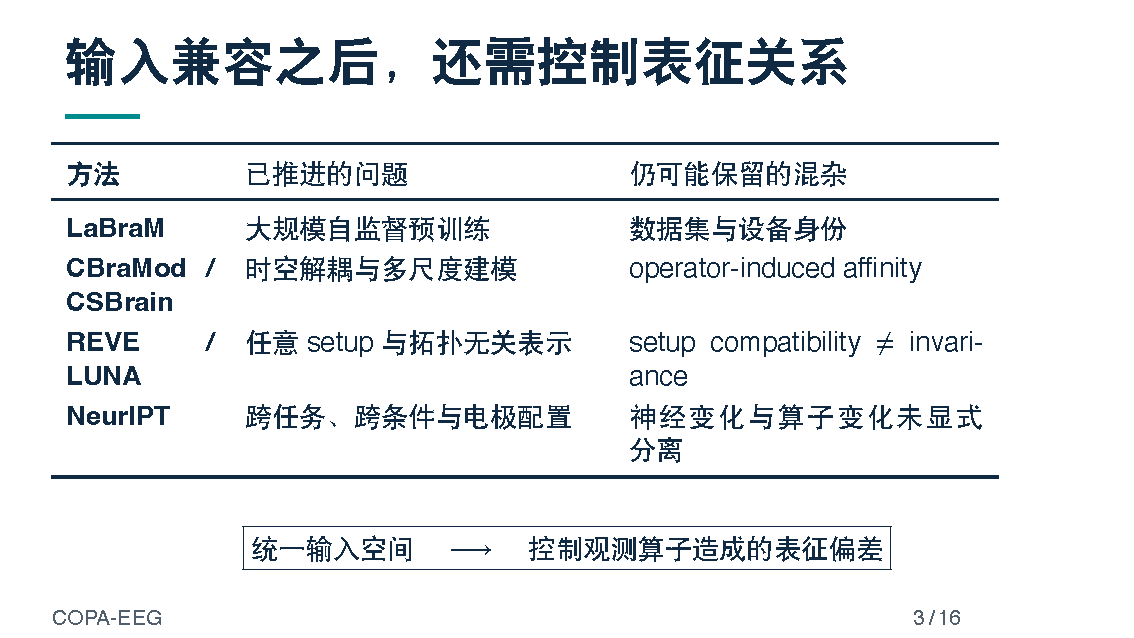 输入兼容之后，还需控制表征关系
方法 已推进的问题 仍可能保留的混杂
LaBraM 大规模自监督预训练 数据集与设备身份
CBraMod / 时空解耦与多尺度建模 operator-induced affinity
CSBrain
REVE / 任意 setup 与拓扑无关表示 setup compatibility ≠ invari-
LUNA ance
NeurIPT 跨任务、跨条件与电极配置 神经变化与算子变化未显式
分离
统一输入空间 ⟶ 控制观测算子造成的表征偏差
COPA-EEG 3 / 16